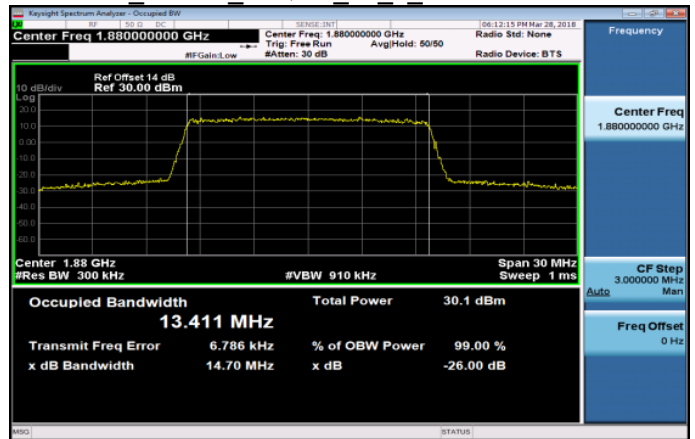 Keysight Spectrum Analyzer - Occupied BW
RF 50 Ω DC SENSE:INT 06:12:15 PM Mar 28, 2018
Center Freq 1.880000000 GHz Center Freq: 1.880000000 GHz Radio Std: None Frequency
Trig: Free Run Avg|Hold: 50/50
#IFGain:Low #Atten: 30 dB Radio Device: BTS
Ref Offset 14 dB
10 dB/div Ref 30.00 dBm
Log
20.0
10.0
0.00
-10.0
-20.0
-30.0
-40.0
-50.0
-60.0
Center Freq
1.880000000 GHz
Center 1.88 GHz Span 30 MHz
#Res BW 300 kHz #VBW 910 kHz Sweep 1 ms
CF Step
3.000000 MHz
Auto Man
Occupied Bandwidth Total Power 30.1 dBm
13.411 MHz
Transmit Freq Error 6.786 kHz % of OBW Power 99.00 %
x dB Bandwidth 14.70 MHz x dB -26.00 dB
Freq Offset
0 Hz
MSG STATUS